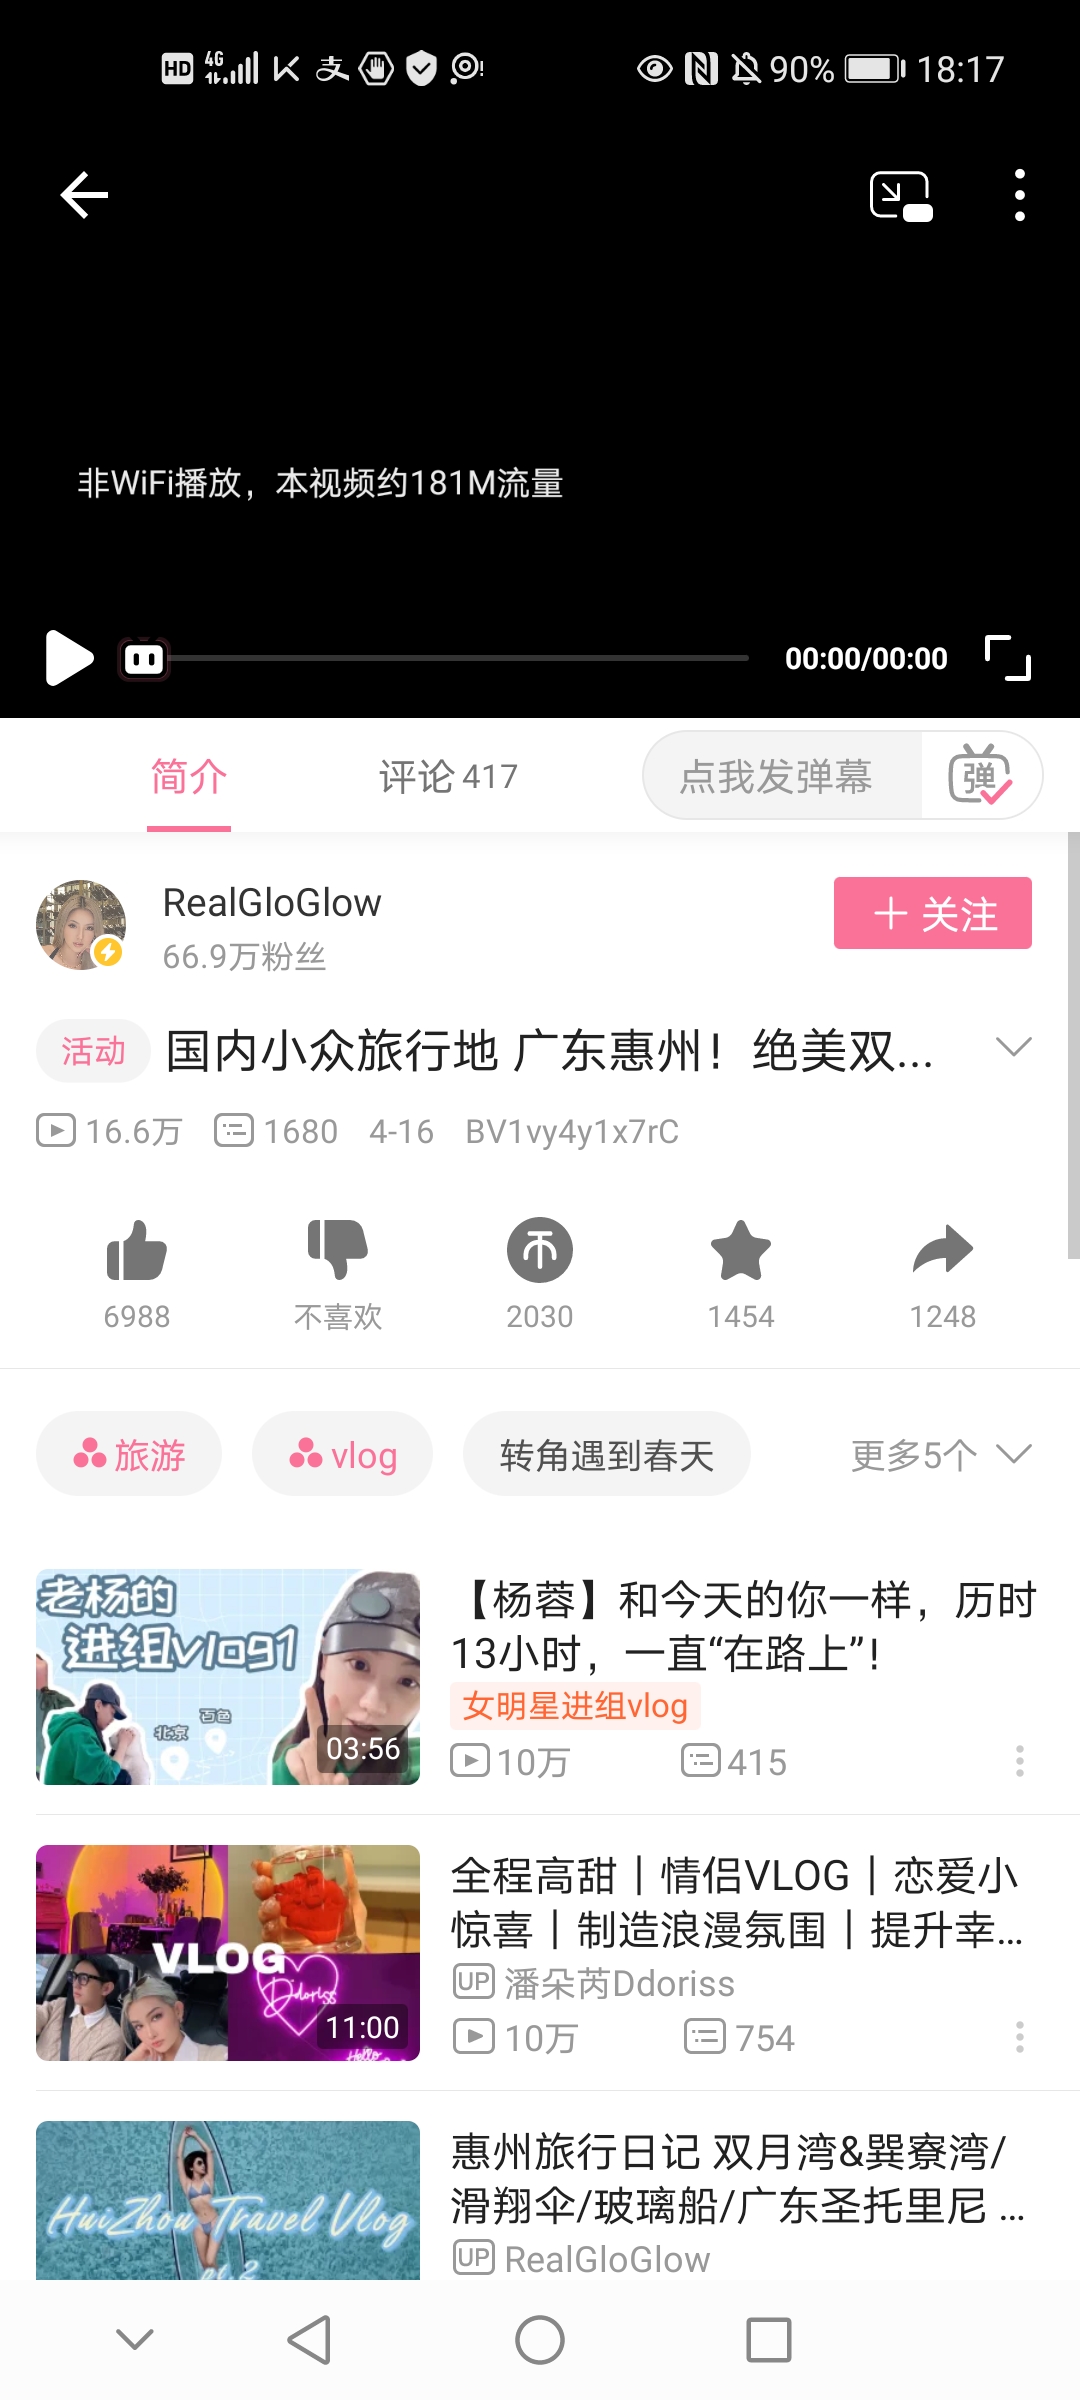 HD 4G 支 90% 18:17
非WiFi播放，本视频约181M流量
00:00/00:00
简介 评论 417 点我发弹幕 弹
RealGloGlow
66.9万粉丝
关注
活动 国内小众旅行地 广东惠州！绝美双...
16.6万 1680 4-16 BV1vy4y1x7rC
6988 不喜欢 2030 1454 1248
旅游 vlog 转角遇到春天 更多5个
老杨的
进组vlog1
北京 百色
03:56
【杨蓉】和今天的你一样，历时
13小时，一直“在路上”！
女明星进组vlog
10万 415
VLOG
Ddoriss
Hello
11:00
全程高甜｜情侣VLOG｜恋爱小
惊喜｜制造浪漫氛围｜提升幸...
UP 潘朵芮Ddoriss
10万 754
HuiZhou Travel Vlog
pt.2
惠州旅行日记 双月湾&巽寮湾/
滑翔伞/玻璃船/广东圣托里尼 ...
UP RealGloGlow